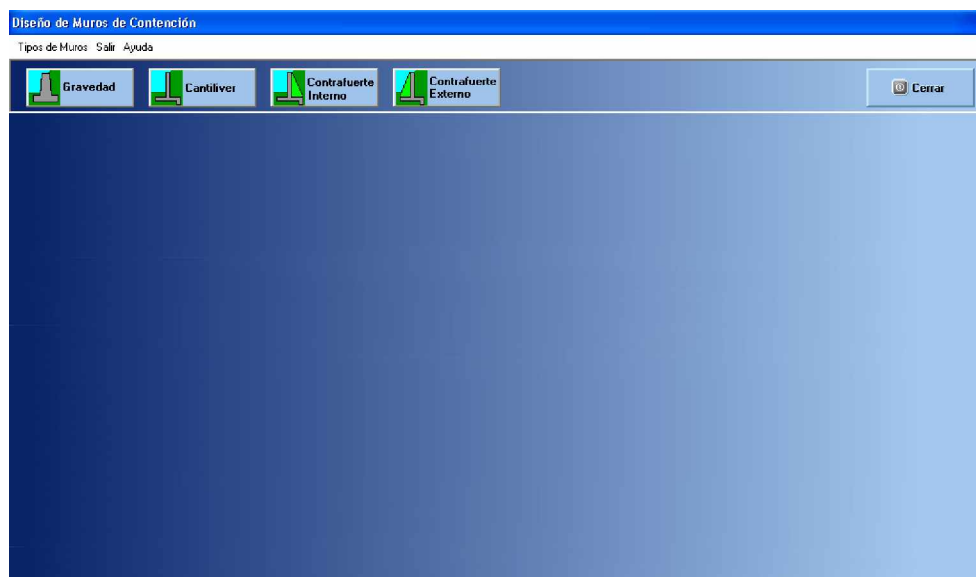 Diseño de Muros de Contención
Tipos de Muros Salir Ayuda
Gravedad
Cantiliver
Contrafuerte
Interno
Contrafuerte
Externo
Cerrar